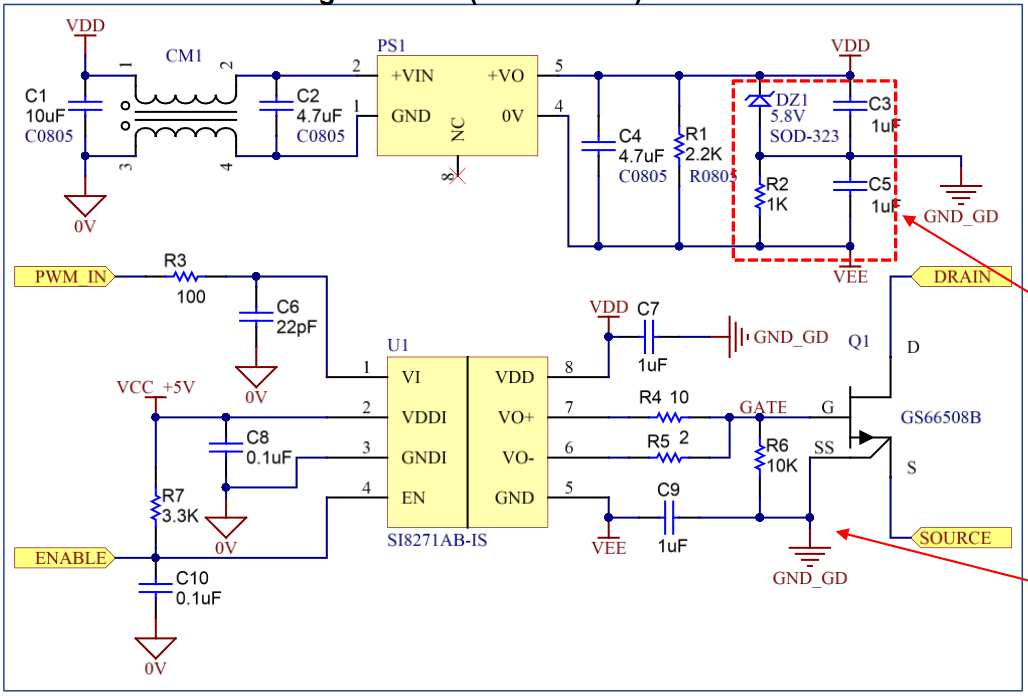 VDD
CM1
PS1
VDD
1
2
2
+VIN
+VO
5
C1
10uF
C0805
C2
4.7uF
C0805
1
GND
0V
4
NC
8
3
4
0V
C4
4.7uF
C0805
R1
2.2K
R0805
DZ1
5.8V
SOD-323
C3
1uF
R2
1K
C5
1uF
GND_GD
VEE
PWM_IN
R3
100
C6
22pF
0V
DRAIN
VDD
C7
1uF
GND_GD
Q1
D
U1
1
VI
VDD
8
VCC_+5V
2
VDDI
VO+
7
R4 10
GATE
G
GS66508B
C8
0.1uF
3
GNDI
VO-
6
R5 2
R6
10K
SS
S
R7
3.3K
4
EN
GND
5
C9
1uF
0V
SI8271AB-IS
VEE
SOURCE
ENABLE
GND_GD
C10
0.1uF
0V